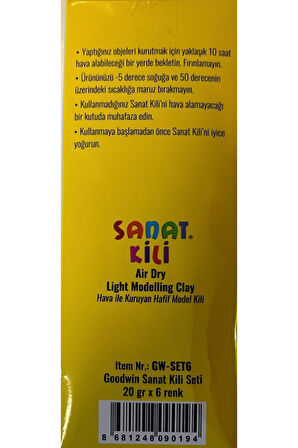 • Yaptığınız objeleri kurutmak için yaklaşık 10 saat
hava alabileceği bir yerde bekletin. Fırınlamayın.
• Ürününüzü -5 derece soğuğa ve 50 derecenin
üzerindeki sıcaklığa maruz bırakmayın.
• Kullanmadığınız Sanat Kili'ni hava alamayacağı
bir kutuda muhafaza edin.
• Kullanmaya başlamadan önce Sanat Kili'ni iyice
yoğurun.
SANAT
KİLİ
Air Dry
Light Modelling Clay
Hava ile Kuruyan Hafif Model Kili
Item Nr.: GW-SET6
Goodwin Sanat Kili Seti
20 gr x 6 renk
8 681248 090194